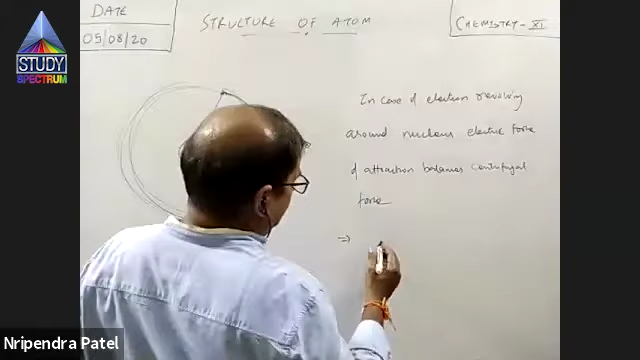 DATE
05/08/20
STRUCTURE OF ATOM
CHEMISTRY-XI
STUDY
SPECTRUM
In case of electron revolving
around nucleus electric force
of attraction balances centrifugal
force
⇒
Nripendra Patel